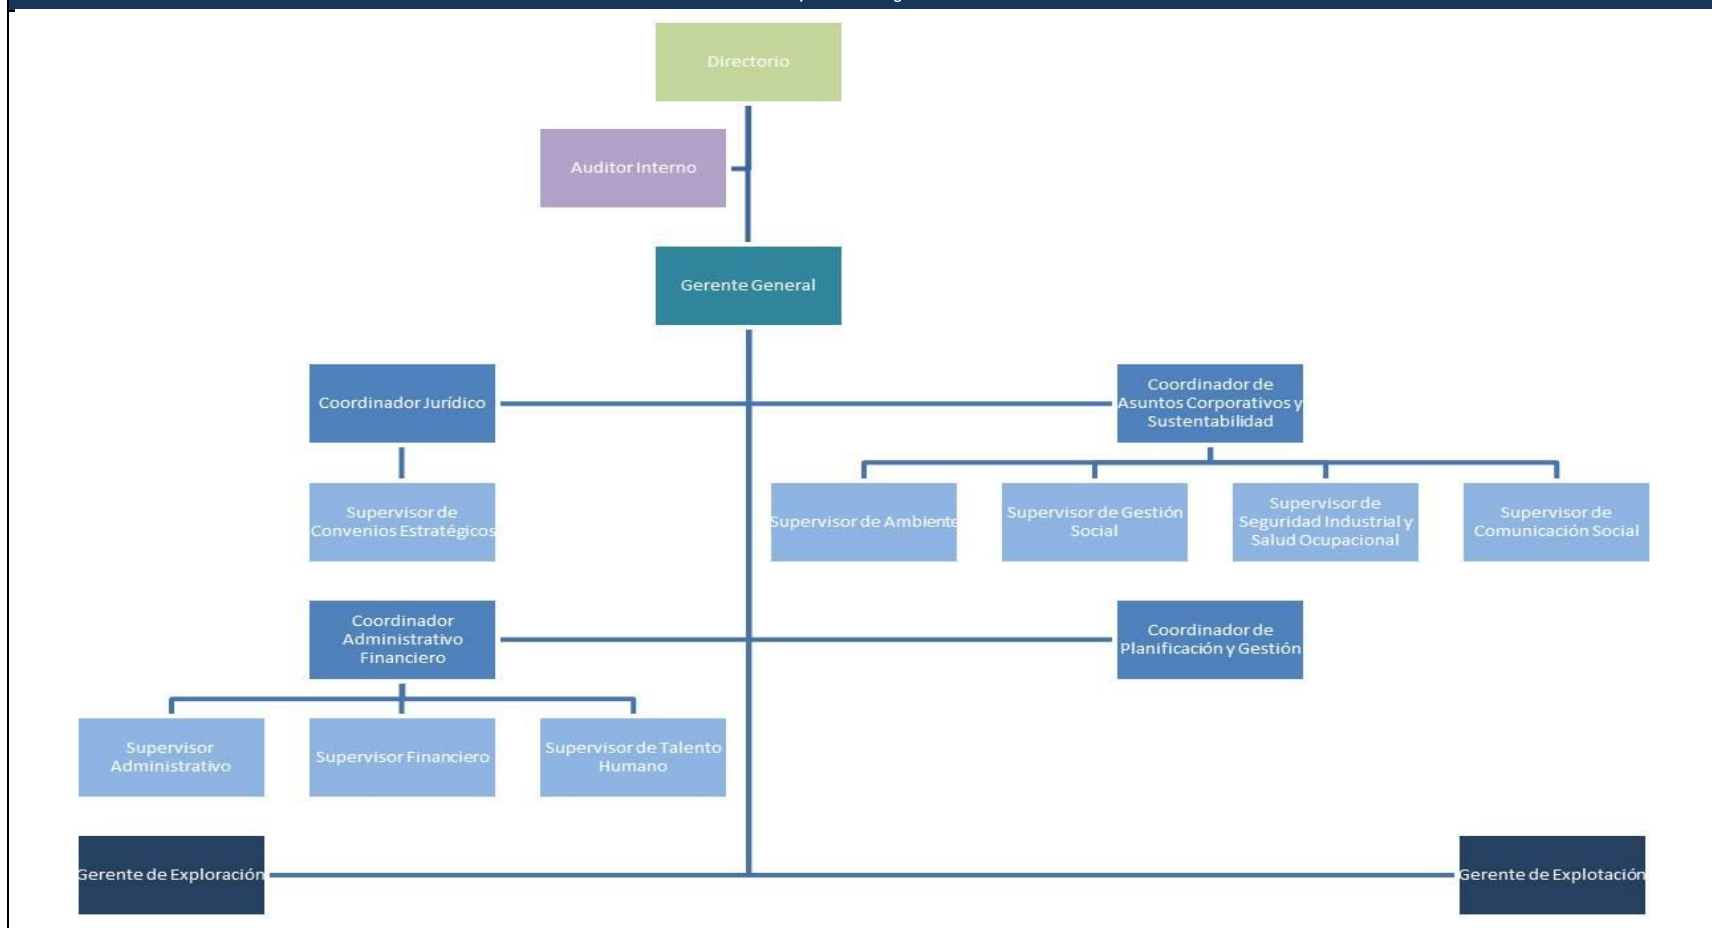 Directorio
Auditor Interno
Gerente General
Coordinador Jurídico
Coordinador de
Asuntos Corporativos y
Sustentabilidad
Supervisor de
Convenios Estratégicos
Supervisor de Ambiente
Supervisor de Gestión
Social
Supervisor de
Seguridad Industrial y
Salud Ocupacional
Supervisor de
Comunicación Social
Coordinador
Administrativo
Financiero
Coordinador de
Planificación y Gestión
Supervisor
Administrativo
Supervisor Financiero
Supervisor de Talento
Humano
Gerente de Exploración
Gerente de Explotación